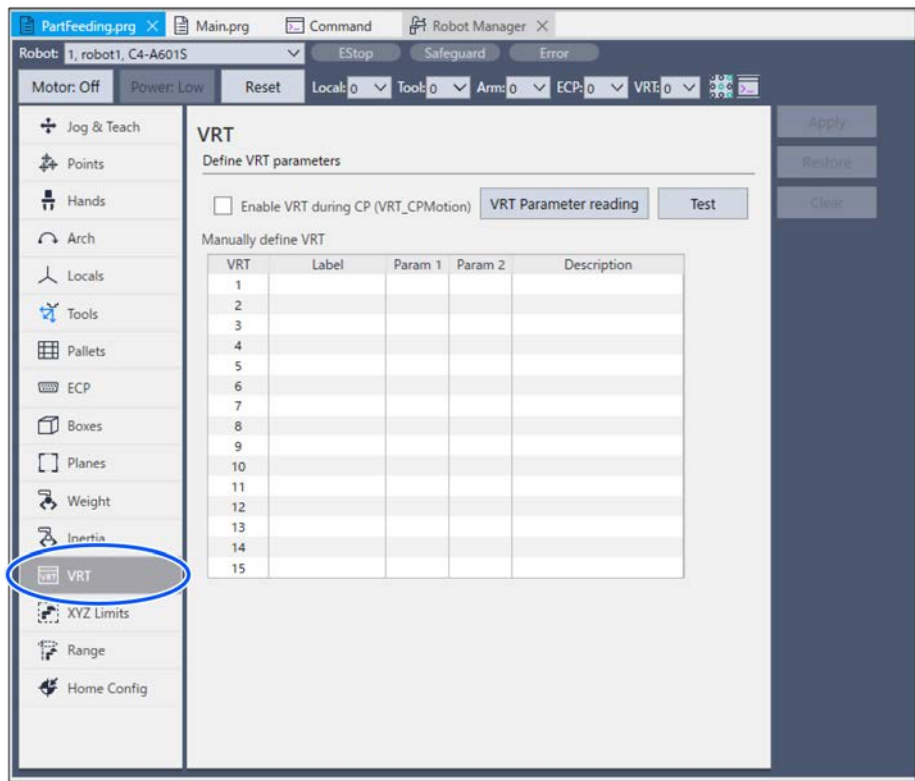 PartFeeding.prg Main.prg Command Robot Manager
Robot: 1, robot1, C4-A601S EStop Safeguard Error
Motor: Off Power: Low Reset Local: 0 Tool: 0 Arm: 0 ECP: 0 VRT: 0
Jog & Teach
Points
Hands
Arch
Locals
Tools
Pallets
ECP
Boxes
Planes
Weight
Inertia
VRT
XYZ Limits
Range
Home Config
VRT
Define VRT parameters
Enable VRT during CP (VRT_CPMotion) VRT Parameter reading Test
Manually define VRT
VRT Label Param 1 Param 2 Description
1
2
3
4
5
6
7
8
9
10
11
12
13
14
15
Apply
Restore
Clear